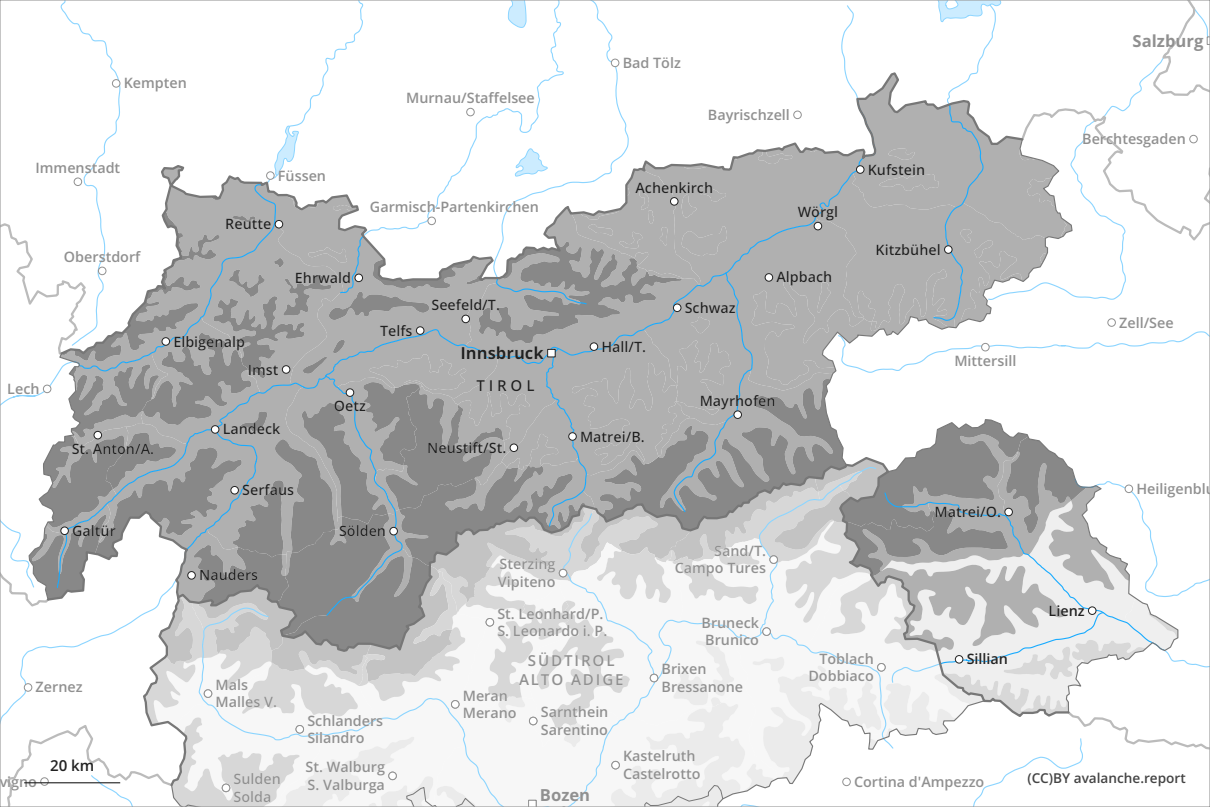 Salzburg
Bad Tölz
Kempten
Murnau/Staffelsee
Bayrischzell
Berchtesgaden
Immenstadt
Füssen
Kufstein
Achenkirch
Garmisch-Partenkirchen
Wörgl
Reutte
Kitzbühel
Oberstdorf
Ehrwald
Alpbach
Seefeld/T.
Schwaz
Zell/See
Telfs
Elbigenalp
Hall/T.
Innsbruck
Mittersill
Imst
TIROL
Lech
Oetz
Mayrhofen
Landeck
Matrei/B.
St. Anton/A.
Neustift/St.
Serfaus
Heiligenblu
Matrei/O.
Galtür
Sölden
Sand/T.
Campo Tures
Sterzing
Vipiteno
Nauders
Lienz
St. Leonhard/P.
S. Leonardo i. P.
Bruneck
Brunico
SÜDTIROL
ALTO ADIGE
Sillian
Toblach
Dobbiaco
Brixen
Bressanone
Zernez
Mals
Malles V.
Meran
Merano
Sarnthein
Sarentino
Schlanders
Silandro
Kastelruth
Castelrotto
20 km
St. Walburg
S. Valburga
vigno
Sulden
Solda
Cortina d'Ampezzo
(CC)BY avalanche.report
Bozen